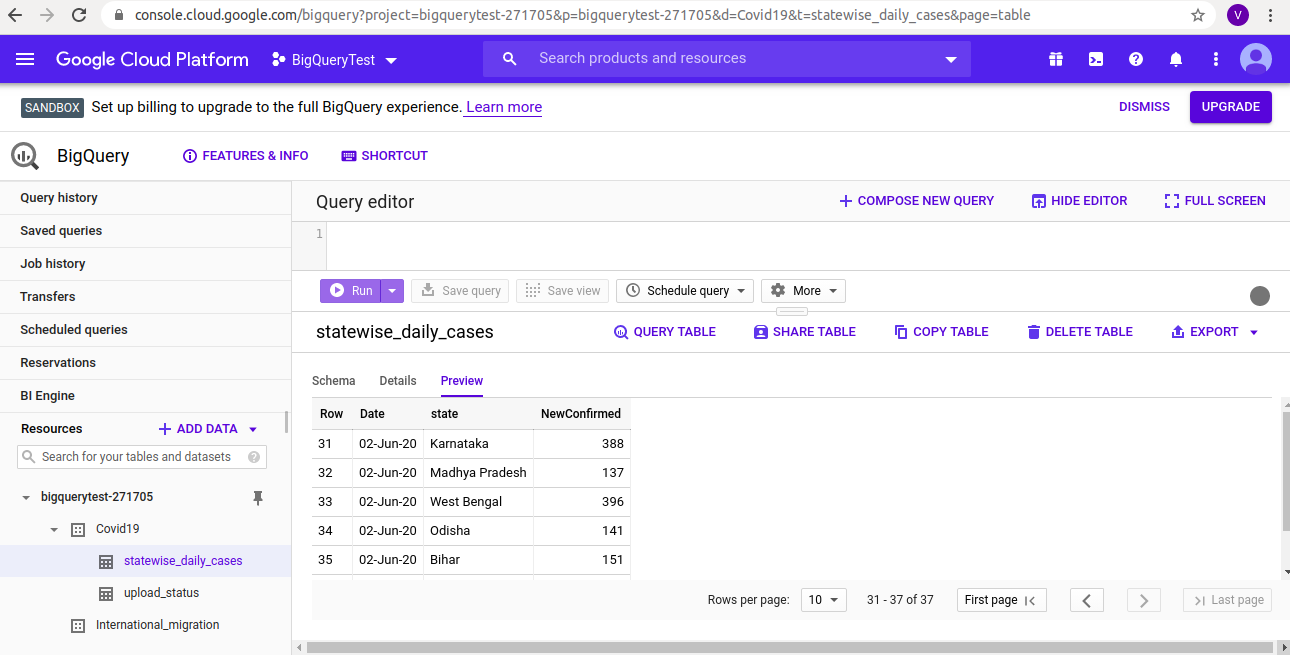 console.cloud.google.com/bigquery?project=bigquerytest-271705&p=bigquerytest-271705&d=Covid19&t=statewise_daily_cases&page=table
V
Google Cloud Platform BigQueryTest Search products and resources
SANDBOX Set up billing to upgrade to the full BigQuery experience. Learn more DISMISS UPGRADE
BigQuery FEATURES & INFO SHORTCUT
Query history
Saved queries
Job history
Transfers
Scheduled queries
Reservations
BI Engine
Resources ADD DATA
Search for your tables and datasets
bigquerytest-271705
Covid19
statewise_daily_cases
upload_status
International_migration
Query editor COMPOSE NEW QUERY HIDE EDITOR FULL SCREEN
1
Run Save query Save view Schedule query More
statewise_daily_cases QUERY TABLE SHARE TABLE COPY TABLE DELETE TABLE EXPORT
Schema Details Preview
Row Date state NewConfirmed
31 02-Jun-20 Karnataka 388
32 02-Jun-20 Madhya Pradesh 137
33 02-Jun-20 West Bengal 396
34 02-Jun-20 Odisha 141
35 02-Jun-20 Bihar 151
Rows per page: 10 31 - 37 of 37 First page Last page